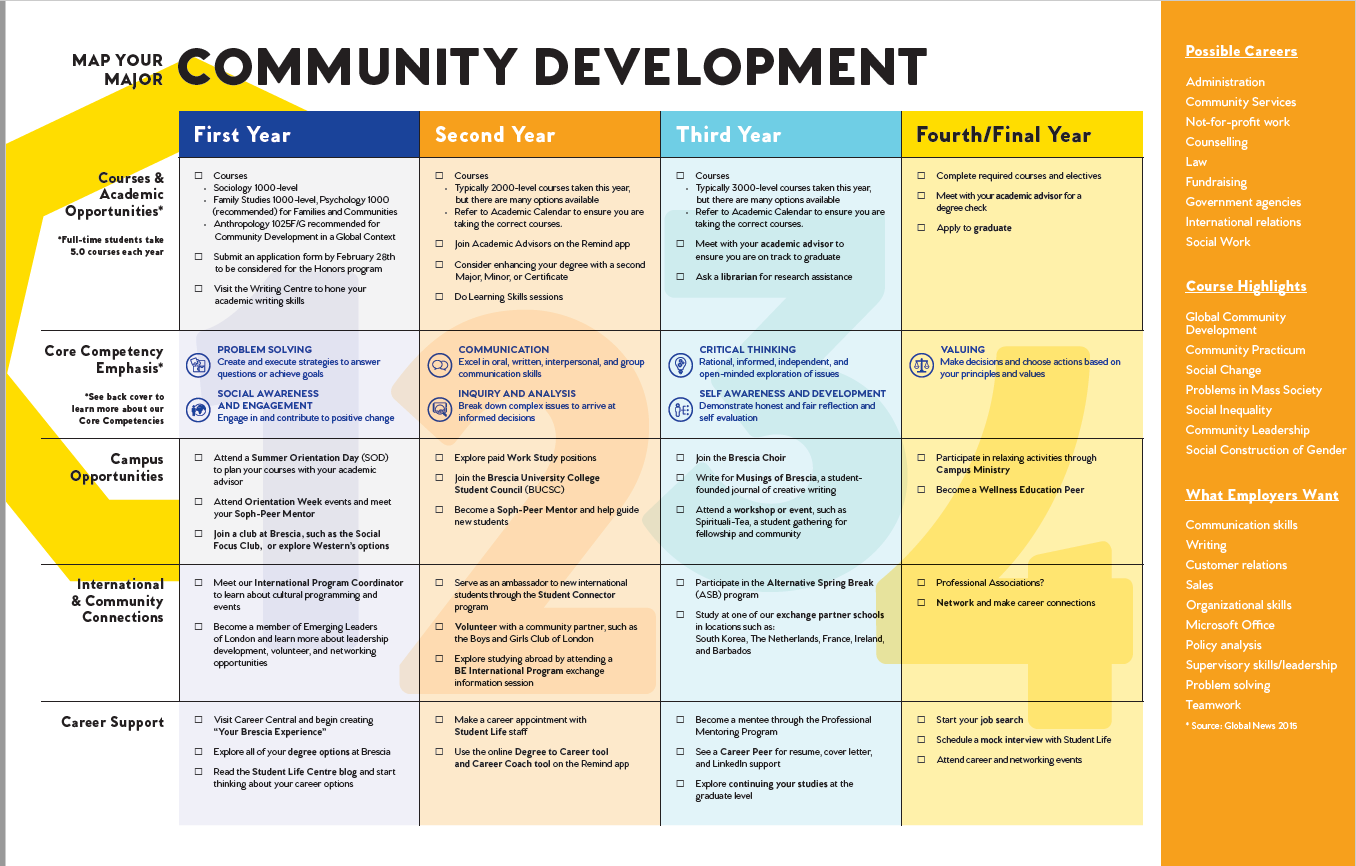 MAP YOUR
MAJOR
COMMUNITY DEVELOPMENT
First Year
Second Year
Third Year
Fourth/Final Year
Courses &
Academic
Opportunities*
*Full-time students take
5.0 courses each year
☐ Courses
· Sociology 1000-level
· Family Studies 1000-level, Psychology 1000
(recommended) for Families and Communities
· Anthropology 1025F/G recommended for
Community Development in a Global Context
☐ Submit an application form by February 28th
to be considered for the Honors program
☐ Visit the Writing Centre to hone your
academic writing skills
☐ Courses
· Typically 2000-level courses taken this year,
but there are many options available
· Refer to Academic Calendar to ensure you are
taking the correct courses.
☐ Join Academic Advisors on the Remind app
☐ Consider enhancing your degree with a second
Major, Minor, or Certificate
☐ Do Learning Skills sessions
☐ Courses
· Typically 3000-level courses taken this year,
but there are many options available
· Refer to Academic Calendar to ensure you are
taking the correct courses.
☐ Meet with your academic advisor to
ensure you are on track to graduate
☐ Ask a librarian for research assistance
☐ Complete required courses and electives
☐ Meet with your academic advisor for a
degree check
☐ Apply to graduate
Core Competency
Emphasis*
*See back cover to
learn more about our
Core Competencies
PROBLEM SOLVING
Create and execute strategies to answer
questions or achieve goals
SOCIAL AWARENESS
AND ENGAGEMENT
Engage in and contribute to positive change
COMMUNICATION
Excel in oral, written, interpersonal, and group
communication skills
INQUIRY AND ANALYSIS
Break down complex issues to arrive at
informed decisions
CRITICAL THINKING
Rational, informed, independent, and
open-minded exploration of issues
SELF AWARENESS AND DEVELOPMENT
Demonstrate honest and fair reflection and
self evaluation
VALUING
Make decisions and choose actions based on
your principles and values
Campus
Opportunities
☐ Attend a Summer Orientation Day (SOD)
to plan your courses with your academic
advisor
☐ Attend Orientation Week events and meet
your Soph-Peer Mentor
☐ Join a club at Brescia, such as the Social
Focus Club, or explore Western's options
☐ Explore paid Work Study positions
☐ Join the Brescia University College
Student Council (BUCSC)
☐ Become a Soph-Peer Mentor and help guide
new students
☐ Join the Brescia Choir
☐ Write for Musings of Brescia, a student-
founded journal of creative writing
☐ Attend a workshop or event, such as
Spirituali-Tea, a student gathering for
fellowship and community
☐ Participate in relaxing activities through
Campus Ministry
☐ Become a Wellness Education Peer
International
& Community
Connections
☐ Meet our International Program Coordinator
to learn about cultural programming and
events
☐ Become a member of Emerging Leaders
of London and learn more about leadership
development, volunteer, and networking
opportunities
☐ Serve as an ambassador to new international
students through the Student Connector
program
☐ Volunteer with a community partner, such as
the Boys and Girls Club of London
☐ Explore studying abroad by attending a
BE International Program exchange
information session
☐ Participate in the Alternative Spring Break
(ASB) program
☐ Study at one of our exchange partner schools
in locations such as:
South Korea, The Netherlands, France, Ireland,
and Barbados
☐ Professional Associations?
☐ Network and make career connections
Career Support
☐ Visit Career Central and begin creating
“Your Brescia Experience”
☐ Explore all of your degree options at Brescia
☐ Read the Student Life Centre blog and start
thinking about your career options
☐ Make a career appointment with
Student Life staff
☐ Use the online Degree to Career tool
and Career Coach tool on the Remind app
☐ Become a mentee through the Professional
Mentoring Program
☐ See a Career Peer for resume, cover letter,
and LinkedIn support
☐ Explore continuing your studies at the
graduate level
☐ Start your job search
☐ Schedule a mock interview with Student Life
☐ Attend career and networking events
1
2
3
4
Possible Careers
Administration
Community Services
Not-for-profit work
Counselling
Law
Fundraising
Government agencies
International relations
Social Work
Course Highlights
Global Community
Development
Community Practicum
Social Change
Problems in Mass Society
Social Inequality
Community Leadership
Social Construction of Gender
What Employers Want
Communication skills
Writing
Customer relations
Sales
Organizational skills
Microsoft Office
Policy analysis
Supervisory skills/leadership
Problem solving
Teamwork
* Source: Global News 2015